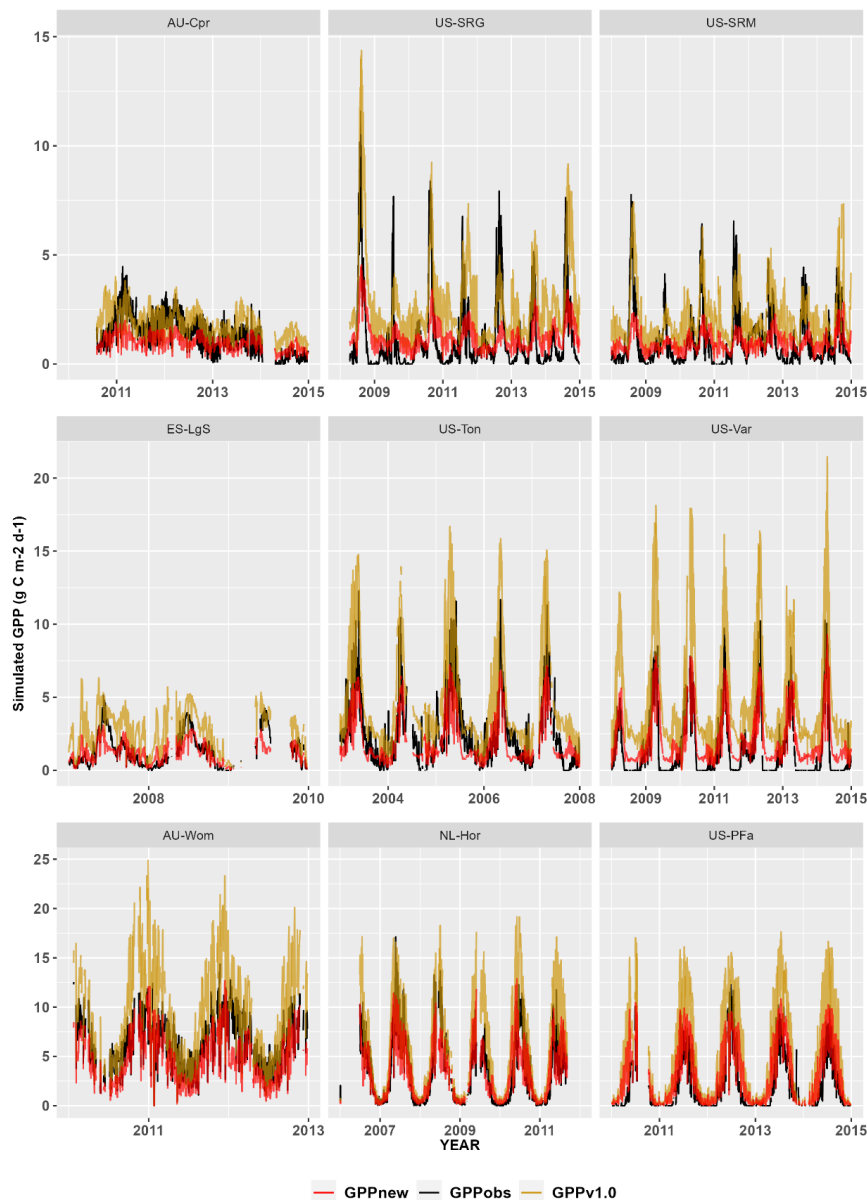 AU-Cpr US-SRG US-SRM
15
10
5
0
2011 2013 2015 2009 2011 2013 2015 2009 2011 2013 2015
ES-LgS US-Ton US-Var
20
15
10
5
0
2008 2010 2004 2006 2008 2009 2011 2013 2015
AU-Wom NL-Hor US-PFa
25
20
15
10
5
0
2011 2013 2007 2009 2011 2011 2013 2015
Simulated GPP (g C m-2 d-1)
YEAR
GPPnew GPPobs GPPv1.0